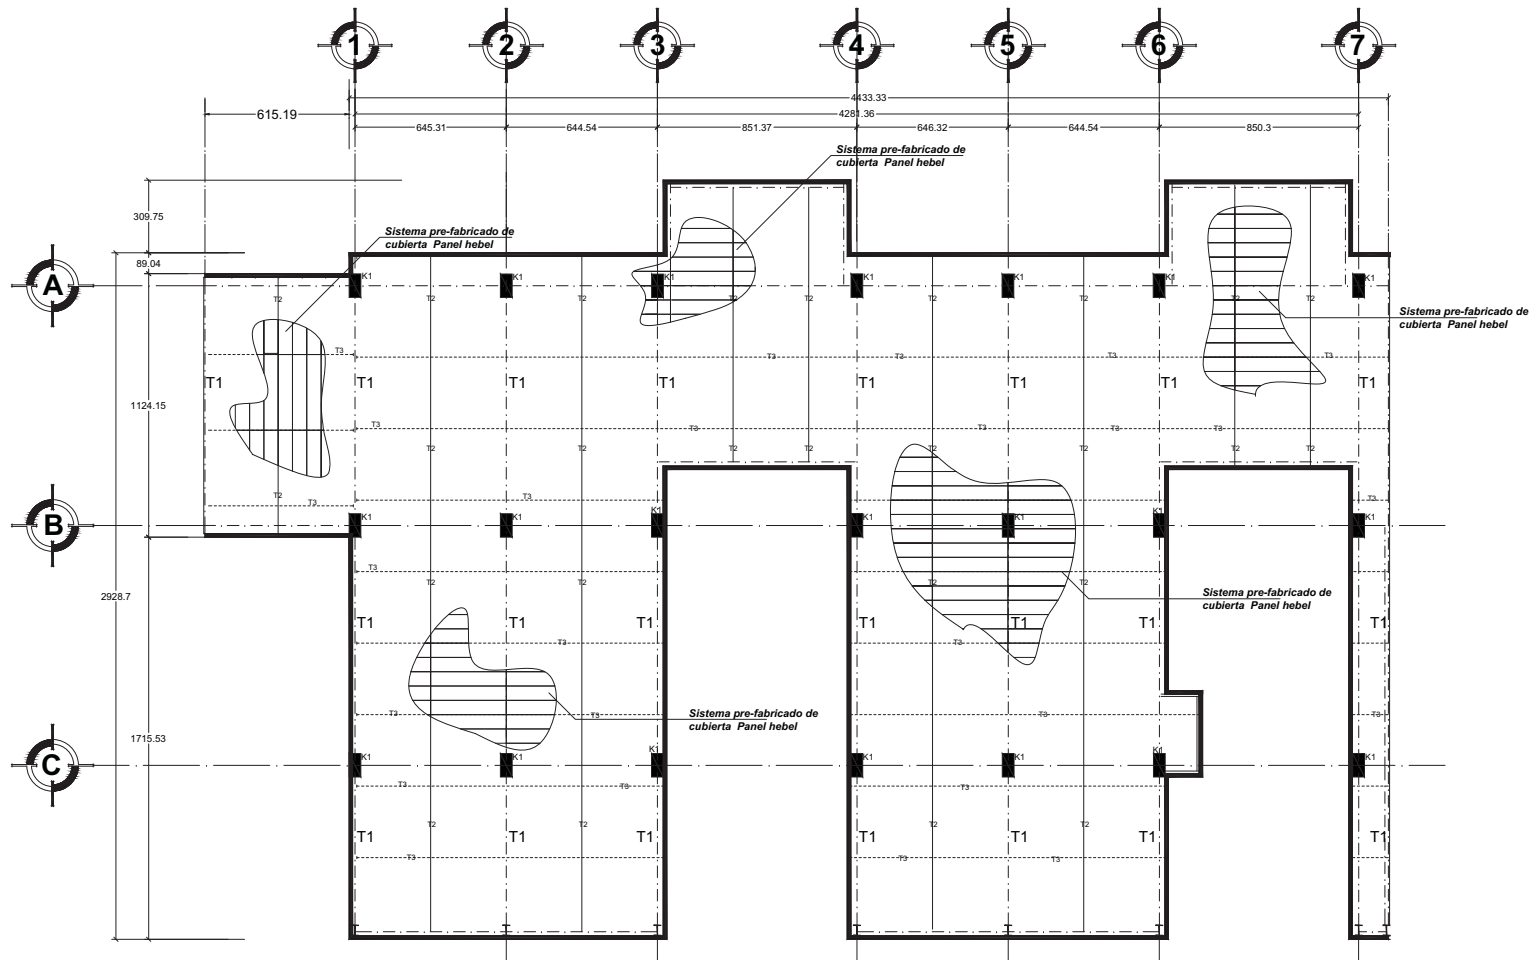 1 2 3 4 5 6 7
4433.33
615.19
4281.36
645.31 644.54 851.37 646.32 644.54 850.3
Sistema pre-fabricado de
cubierta Panel hebel
309.75
Sistema pre-fabricado de
cubierta Panel hebel
89.04
A
K1 K1 K1 K1 K1 K1 K1
T2 T2 T2 T2 T2 T2 T2 T2 T2
Sistema pre-fabricado de
cubierta Panel hebel
T3 T3 T3 T3 T3
T1 T1 T1 T1 T1 T1 T1 T1
1124.15
T3 T3 T3 T3 T3
T2 T2 T2 T2 T2 T2 T2 T2
T2 T3 T3 T3
K1 K1 K1 K1 K1 K1 K1
B
T3
T2 T2 T2 T2
2928.7
Sistema pre-fabricado de
cubierta Panel hebel
T1 T1 T1 T1 T1 T1 T1
T3 T3
T3 T3 T3 T3
Sistema pre-fabricado de
cubierta Panel hebel
1715.53
K1 K1 K1 K1 K1 K1 K1
C
T3 T3 T3
T2 T2 T2 T2
T1 T1 T1 T1 T1 T1 T1
T3 T3 T3